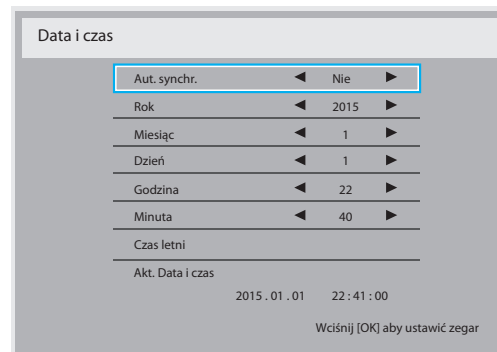 Data i czas
Aut. synchr. ◀ Nie ▶
Rok ◀ 2015 ▶
Miesiąc ◀ 1 ▶
Dzień ◀ 1 ▶
Godzina ◀ 22 ▶
Minuta ◀ 40 ▶
Czas letni
Akt. Data i czas
2015 . 01 . 01 22 : 41 : 00
Wciśnij [OK] aby ustawić zegar